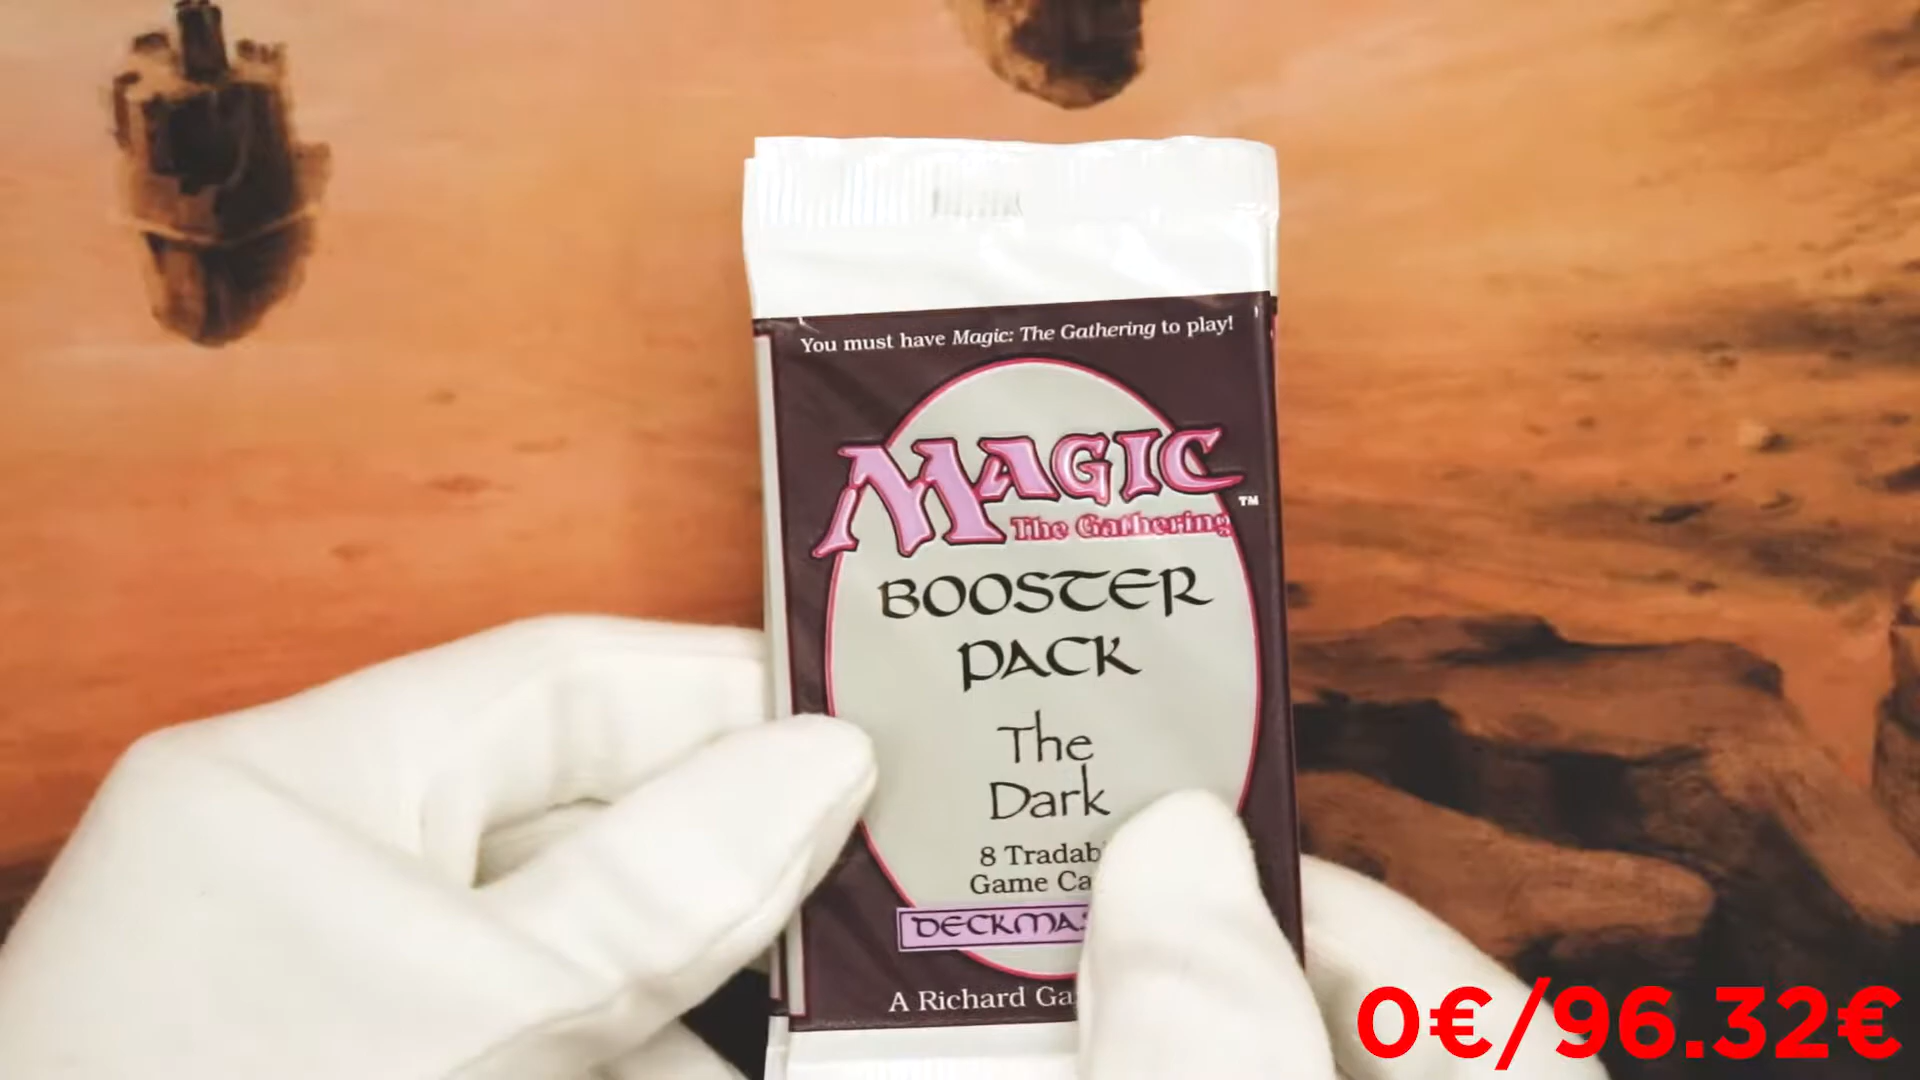 You must have Magic: The Gathering to play!
MAGIC
TM
The Gathering
BOOSTER
PACK
The
Dark
8 Tradab
Game Ca
DECKMAS
A Richard Ga
0€/96.32€